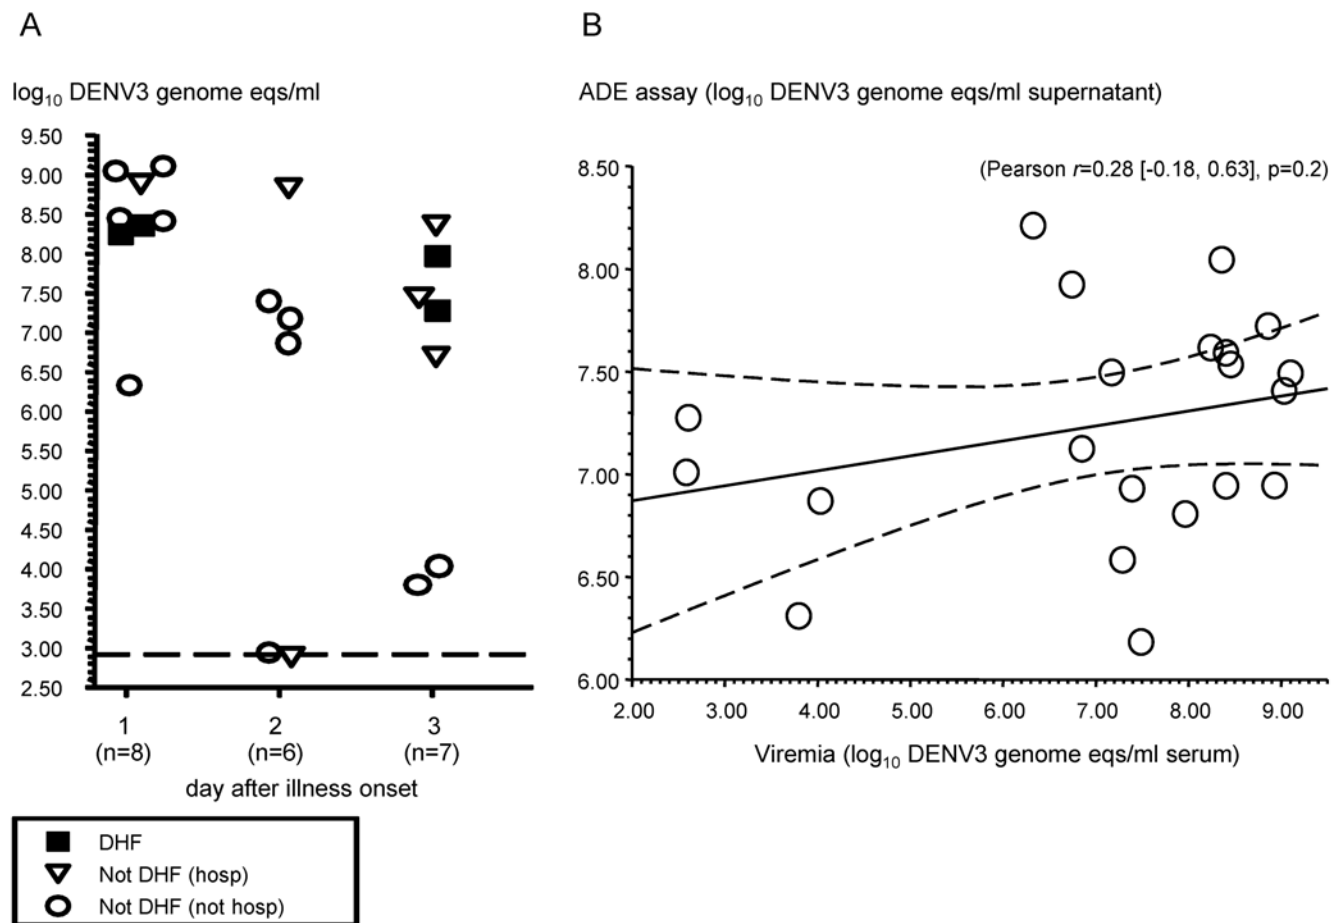 A
log10 DENV3 genome eqs/ml
9.50
9.00
8.50
8.00
7.50
7.00
6.50
6.00
5.50
5.00
4.50
4.00
3.50
3.00
2.50
1 2 3
(n=8) (n=6) (n=7)
day after illness onset
DHF
Not DHF (hosp)
Not DHF (not hosp)
B
ADE assay (log10 DENV3 genome eqs/ml supernatant)
(Pearson r=0.28 [-0.18, 0.63], p=0.2)
8.50
8.00
7.50
7.00
6.50
6.00
2.00 3.00 4.00 5.00 6.00 7.00 8.00 9.00
Viremia (log10 DENV3 genome eqs/ml serum)